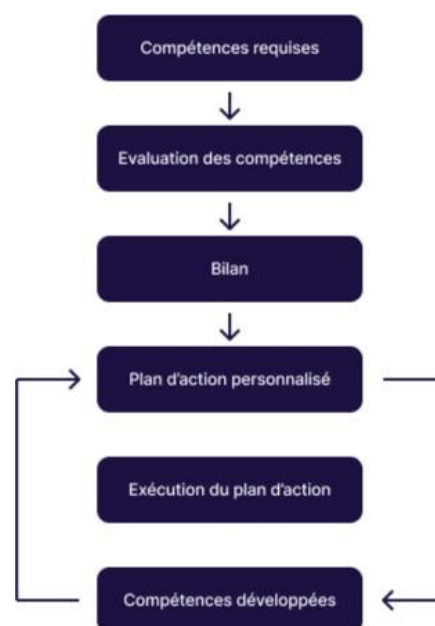 Compétences requises
Evaluation des compétences
Bilan
Plan d'action personnalisé
Exécution du plan d'action
Compétences développées